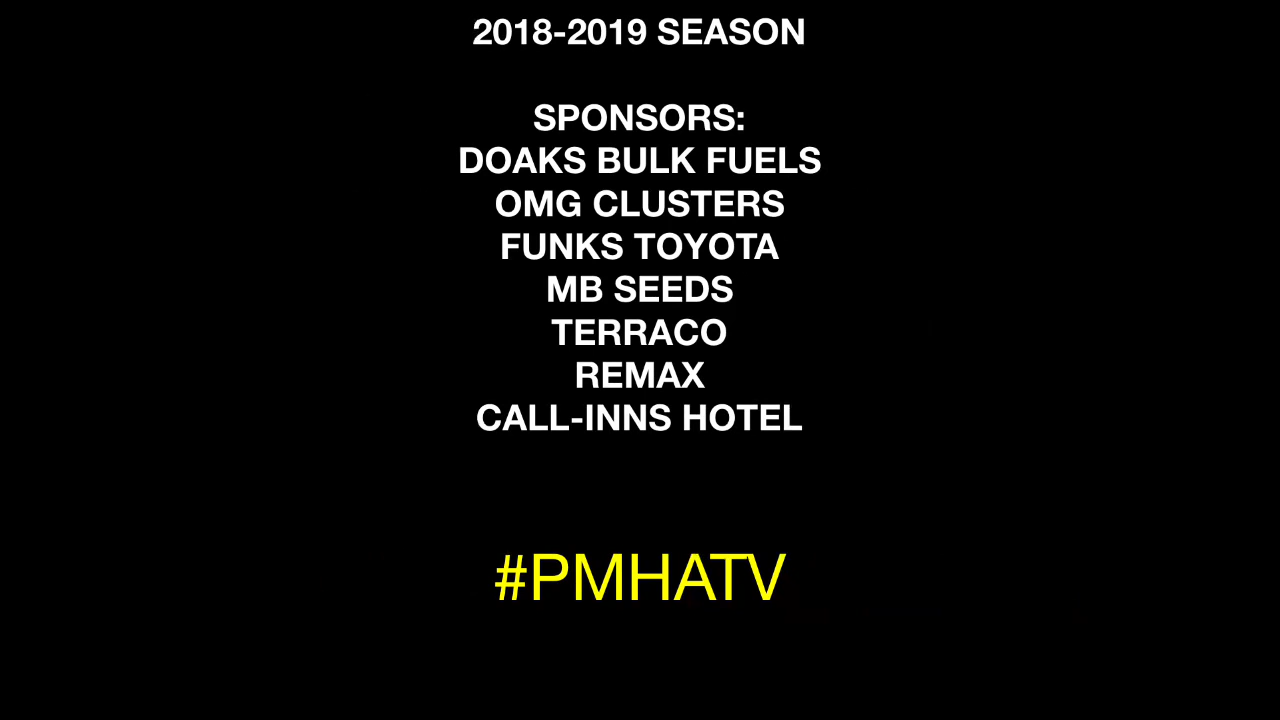 2018-2019 SEASON
SPONSORS:
DOAKS BULK FUELS
OMG CLUSTERS
FUNKS TOYOTA
MB SEEDS
TERRACO
REMAX
CALL-INNS HOTEL
#PMHATV